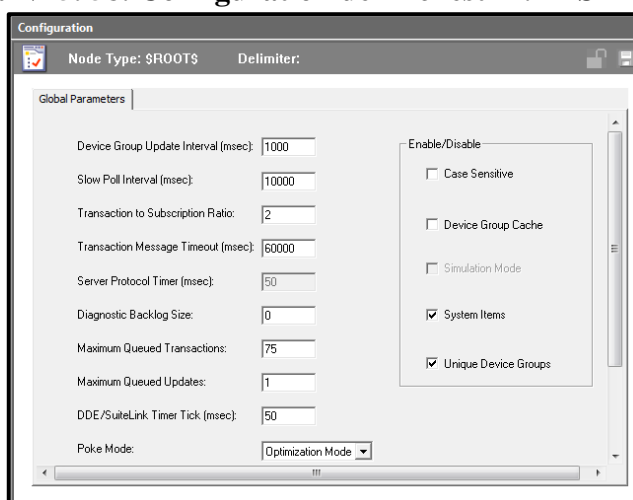 Configuration
Node Type: $ROOT$ Delimiter:
Global Parameters
Device Group Update Interval (msec): 1000
Slow Poll Interval (msec): 10000
Transaction to Subscription Ratio: 2
Transaction Message Timeout (msec): 60000
Server Protocol Timer (msec): 50
Diagnostic Backlog Size: 0
Maximum Queued Transactions: 75
Maximum Queued Updates: 1
DDE/SuiteLink Timer Tick (msec): 50
Poke Mode: Optimization Mode
Enable/Disable
Case Sensitive
Device Group Cache
Simulation Mode
System Items
Unique Device Groups